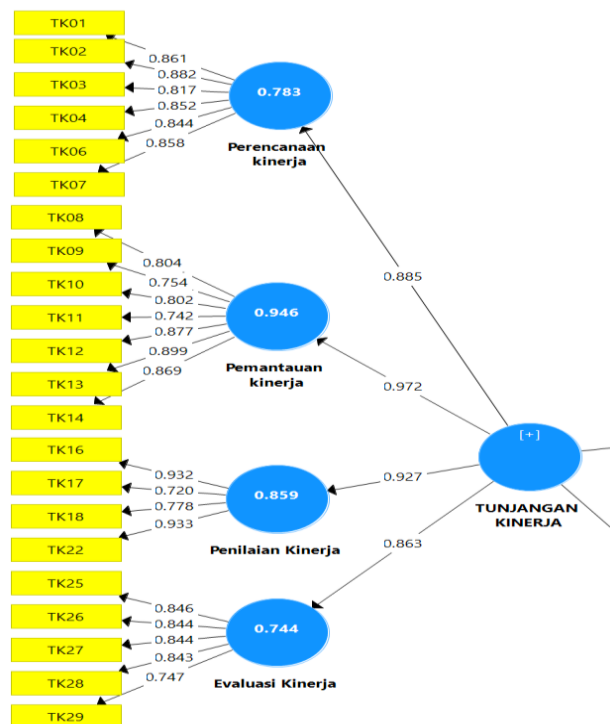 TK01
TK02
TK03
TK04
TK06
TK07
0.861
0.882
0.817
0.852
0.844
0.858
0.783
Perencanaan
kinerja
0.885
TK08
TK09
TK10
TK11
TK12
TK13
TK14
0.804
0.754
0.802
0.742
0.877
0.899
0.869
0.946
Pemantauan
kinerja
0.972
TK16
TK17
TK18
TK22
0.932
0.720
0.778
0.933
0.859
Penilaian Kinerja
0.927
[+]
TUNJANGAN
KINERJA
TK25
TK26
TK27
TK28
TK29
0.846
0.844
0.844
0.843
0.747
0.744
Evaluasi Kinerja
0.863